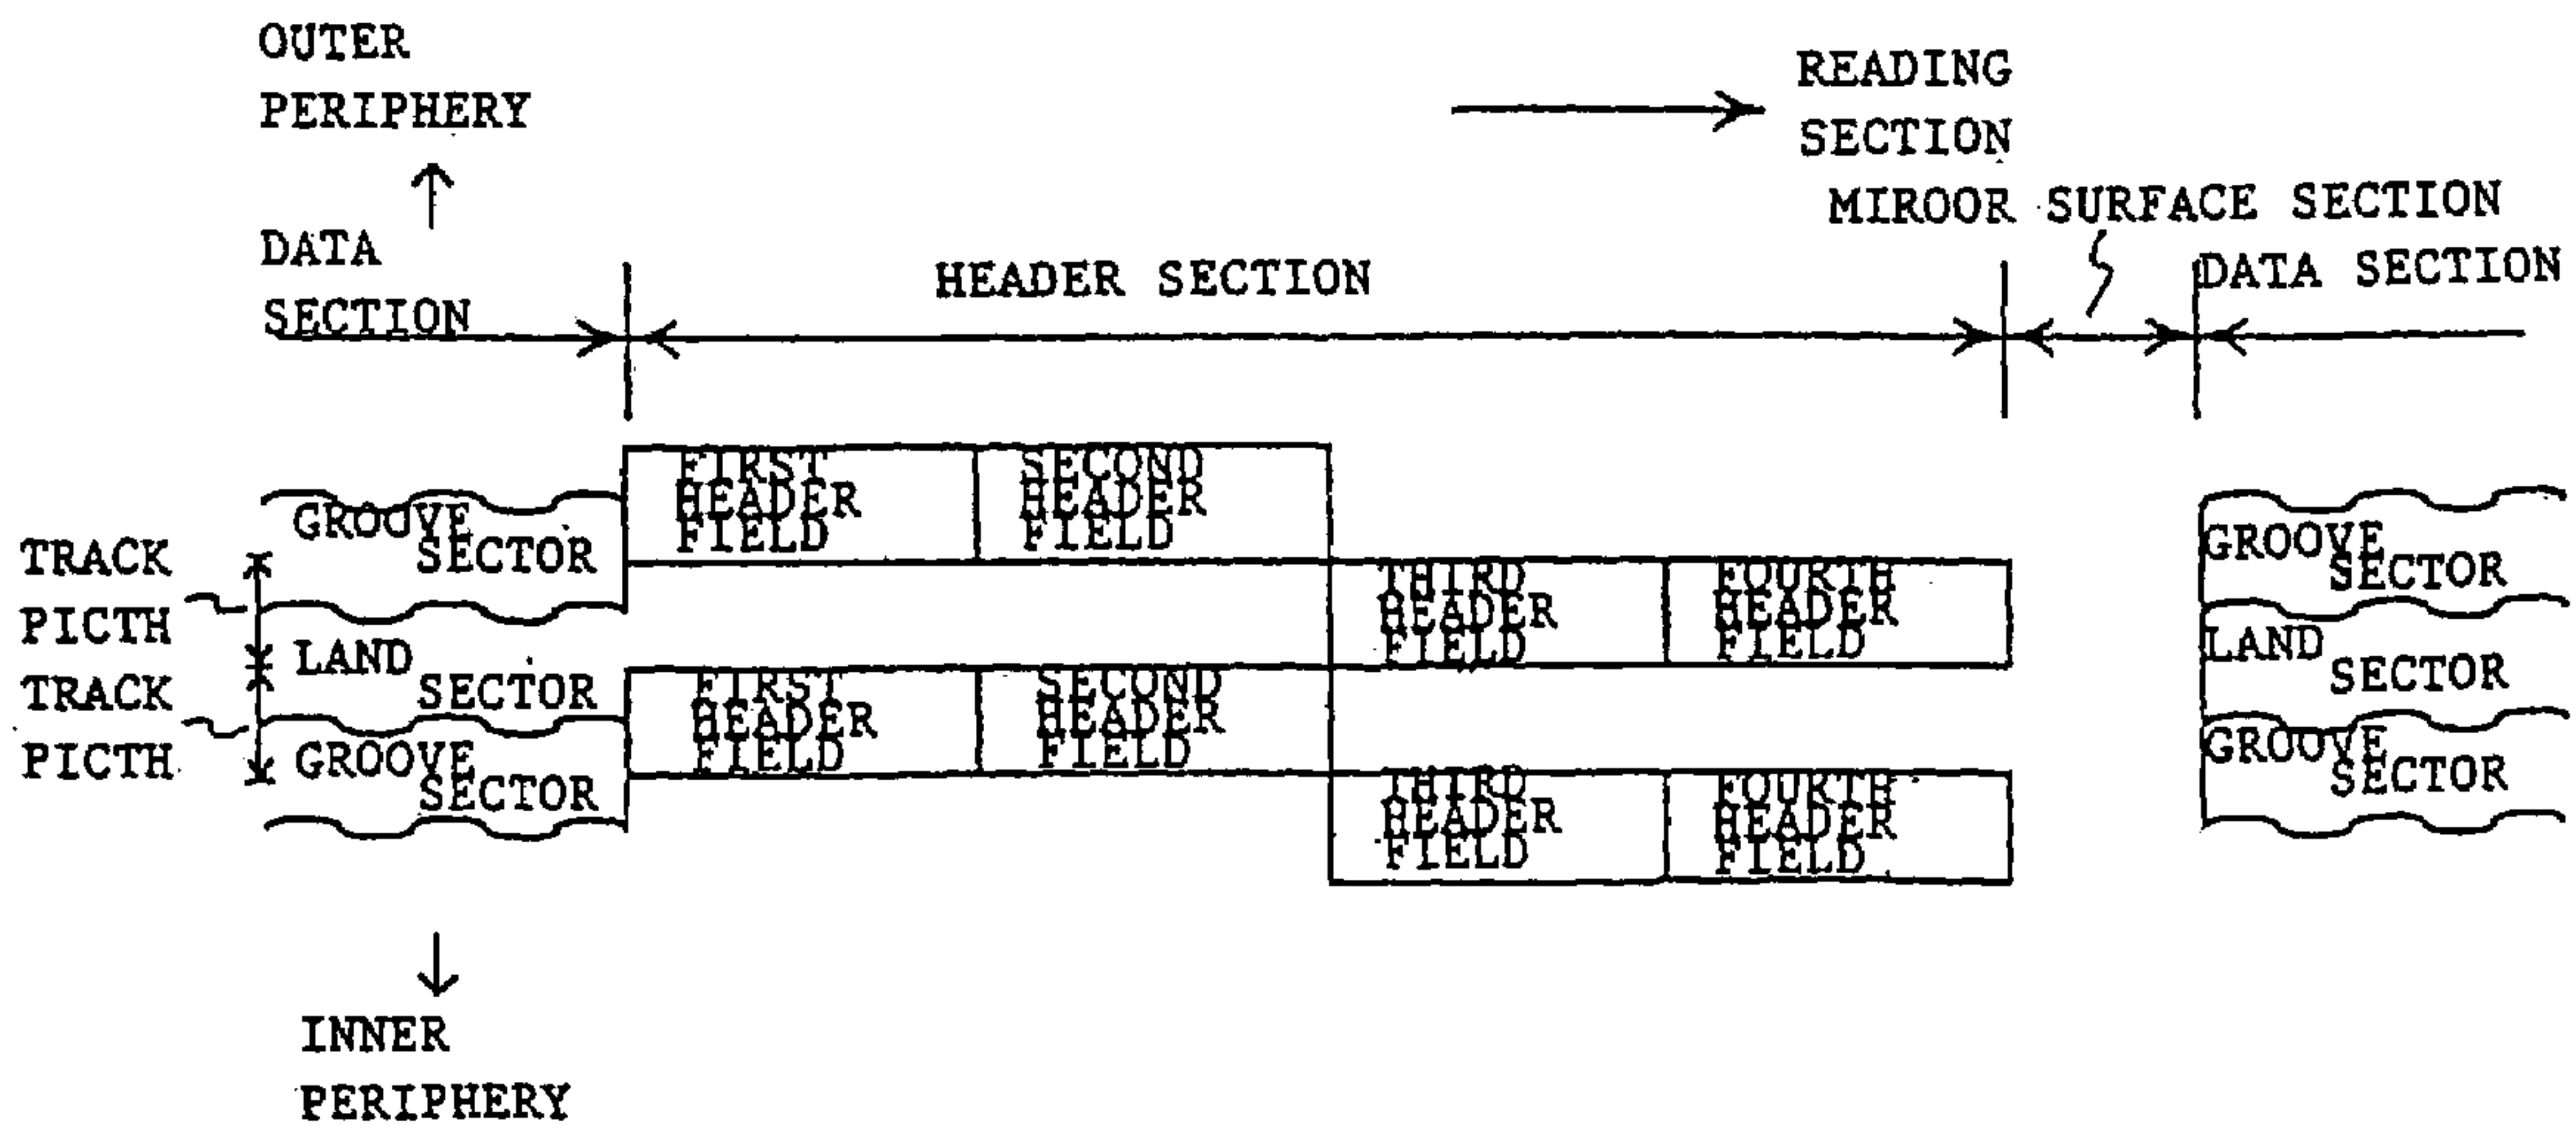 OUTER
PERIPHERY
READING
SECTION
MIROOR SURFACE SECTION
DATA
SECTION
HEADER SECTION
DATA SECTION
FIRST
HEADER
FIELD
SECOND
HEADER
FIELD
GROOVE
SECTOR
TRACK
PICTH
LAND
SECTOR
TRACK
PICTH
GROOVE
SECTOR
THIRD
HEADER
FIELD
FOURTH
HEADER
FIELD
FIRST
HEADER
FIELD
SECOND
HEADER
FIELD
THIRD
HEADER
FIELD
FOURTH
HEADER
FIELD
GROOVE
SECTOR
LAND
SECTOR
GROOVE
SECTOR
INNER
PERIPHERY